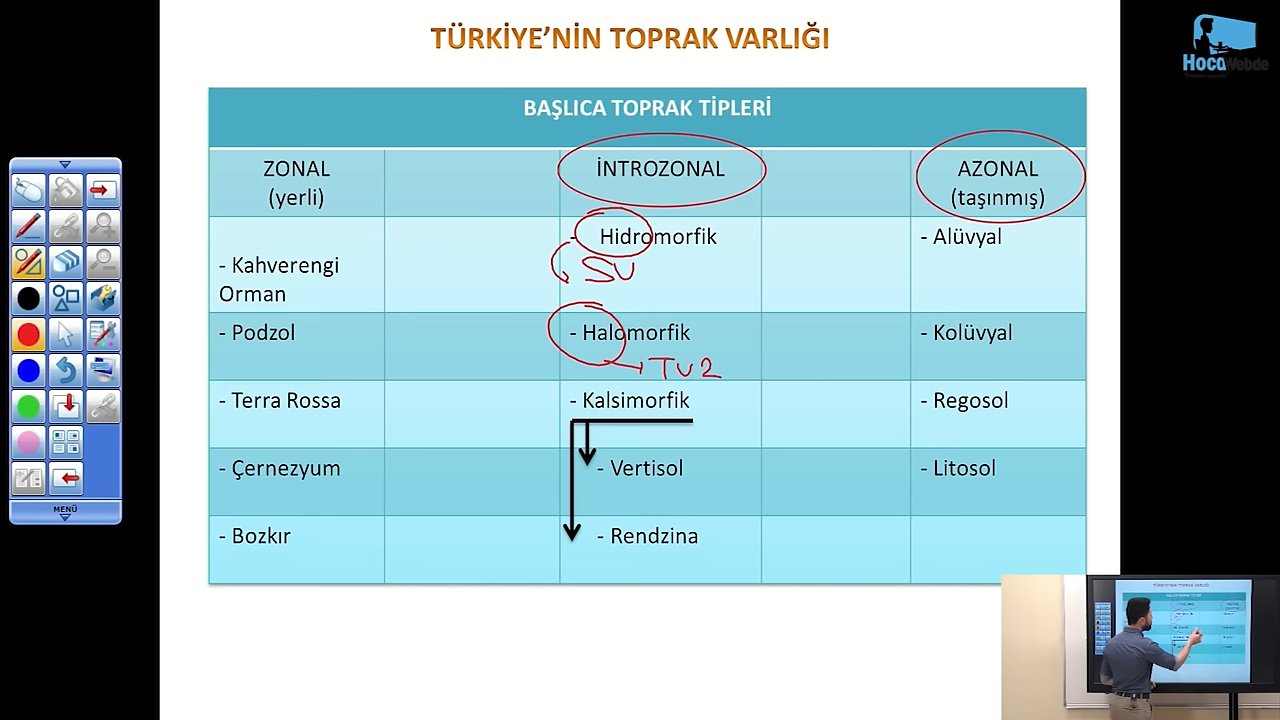 TÜRKİYE'NİN TOPRAK VARLIĞI
Hoca Webde
BAŞLICA TOPRAK TİPLERİ
ZONAL
(yerli)
İNTROZONAL
AZONAL
(taşınmış)
- Kahverengi
Orman
- Hidromorfik
SU
- Alüvyal
- Podzol
- Halomorfik
TUZ
- Kolüvyal
- Terra Rossa
- Kalsimorfik
- Regosol
- Çernezyum
- Vertisol
- Litosol
- Bozkır
- Rendzina
MENÜ